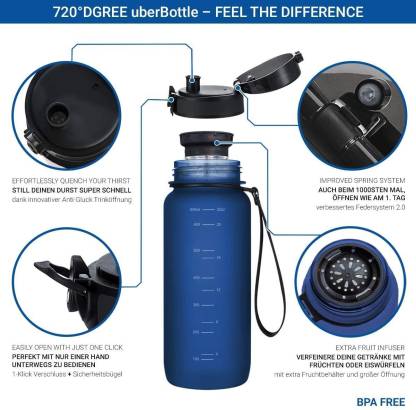 720°DGREE uberBottle – FEEL THE DIFFERENCE
EFFORTLESSLY QUENCH YOUR THIRST
STILL DEINEN DURST SUPER SCHNELL
dank innovativer Anti Gluck Trinköffnung
IMPROVED SPRING SYSTEM
AUCH BEIM 1000STEN MAL,
ÖFFNEN WIE AM 1. TAG
verbessertes Federsystem 2.0
EASILY OPEN WITH JUST ONE CLICK
PERFEKT MIT NUR EINER HAND
UNTERWEGS ZU BEDIENEN
1-Klick Verschluss + Sicherheitsbügel
EXTRA FRUIT INFUSER
VERFEINERE DEINE GETRÄNKE MIT
FRÜCHTEN ODER EISWÜRFELN
mit extra Fruchtbehälter und großer Öffnung
BPA FREE